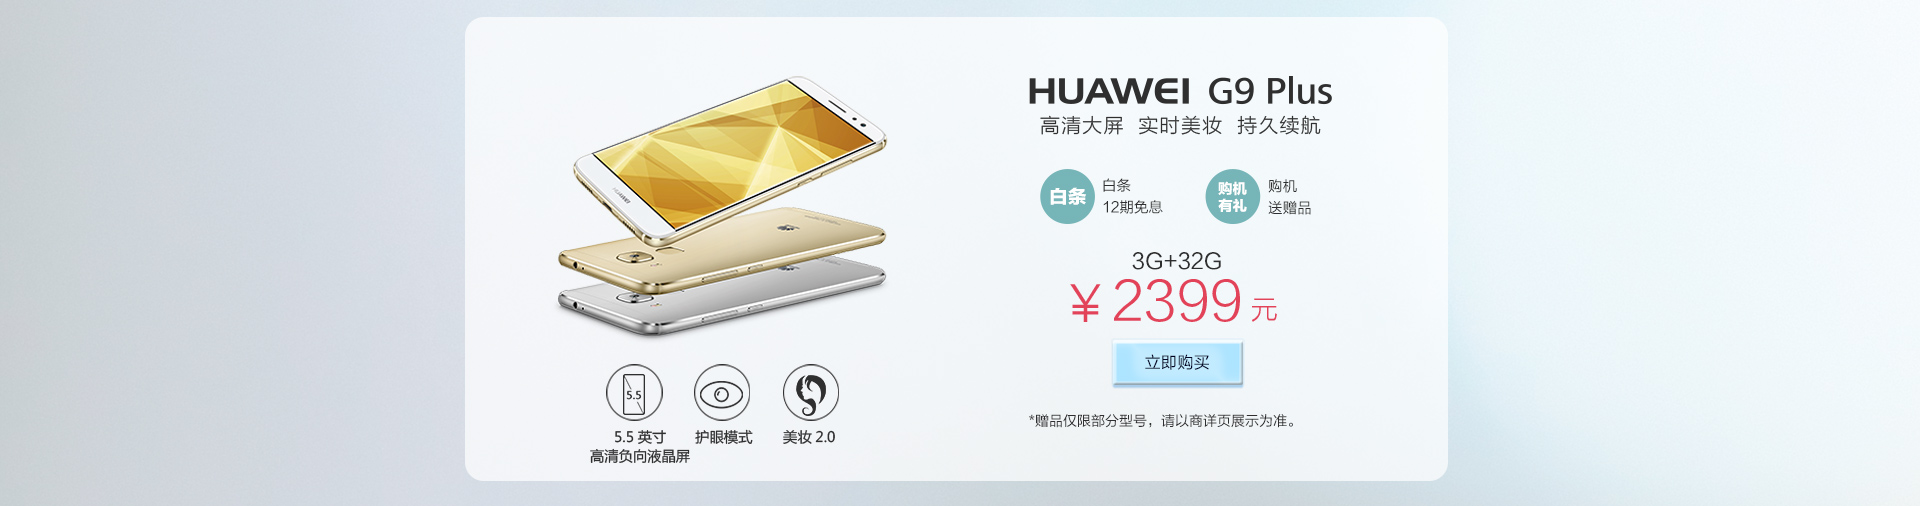 HUAWEI G9 Plus
高清大屏 实时美妆 持久续航
白条
白条
12期免息
购机
有礼
购机
送赠品
3G+32G
￥2399元
立即购买
*赠品仅限部分型号，请以商详页展示为准。
HUAWEI
5.5
5.5 英寸
高清负向液晶屏
护眼模式
美妆 2.0